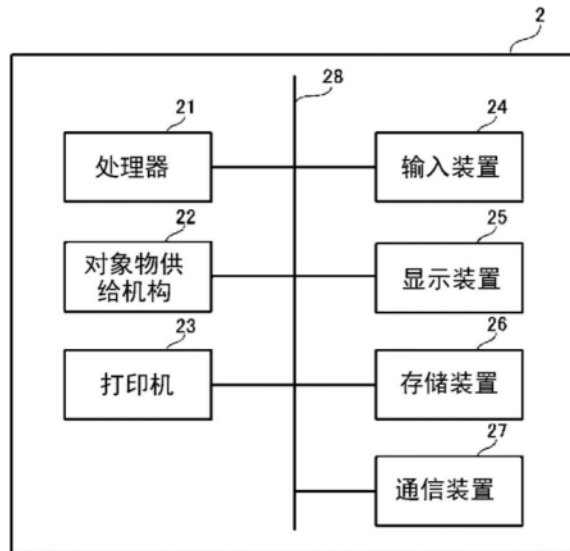 2
28
21
处理器
24
输入装置
22
对象物供
给机构
25
显示装置
23
打印机
26
存储装置
27
通信装置